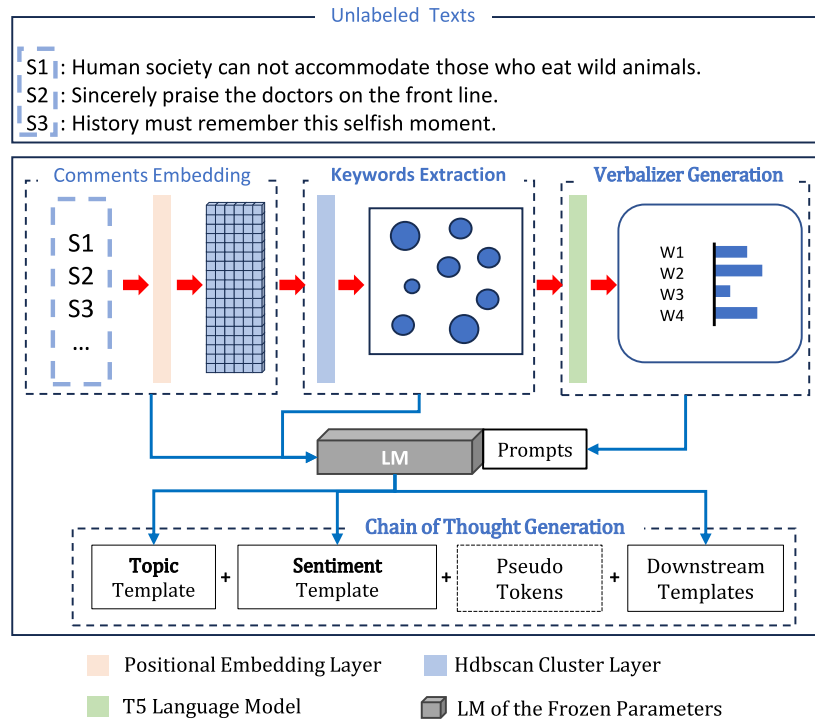 Unlabeled Texts
S1 : Human society can not accommodate those who eat wild animals.
S2 : Sincerely praise the doctors on the front line.
S3 : History must remember this selfish moment.
Comments Embedding
Keywords Extraction
Verbalizer Generation
S1
S2
S3
...
W1
W2
W3
W4
LM
Prompts
Chain of Thought Generation
Topic
Template
+
Sentiment
Template
+
Pseudo
Tokens
+
Downstream
Templates
Positional Embedding Layer
Hdbscan Cluster Layer
T5 Language Model
LM of the Frozen Parameters